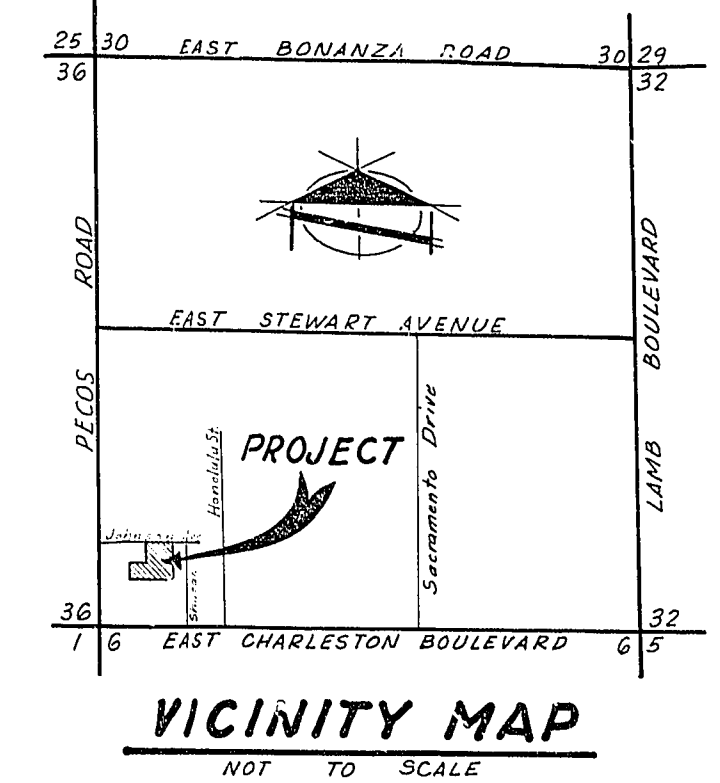 25 30 EAST BONANZA ROAD 30 29
36 32
PECOS ROAD
LAMB BOULEVARD
EAST STEWART AVENUE
Sacramento Drive
Honolulu St.
PROJECT
36 32
1 6 EAST CHARLESTON BOULEVARD 6 5
VICINITY MAP
NOT TO SCALE